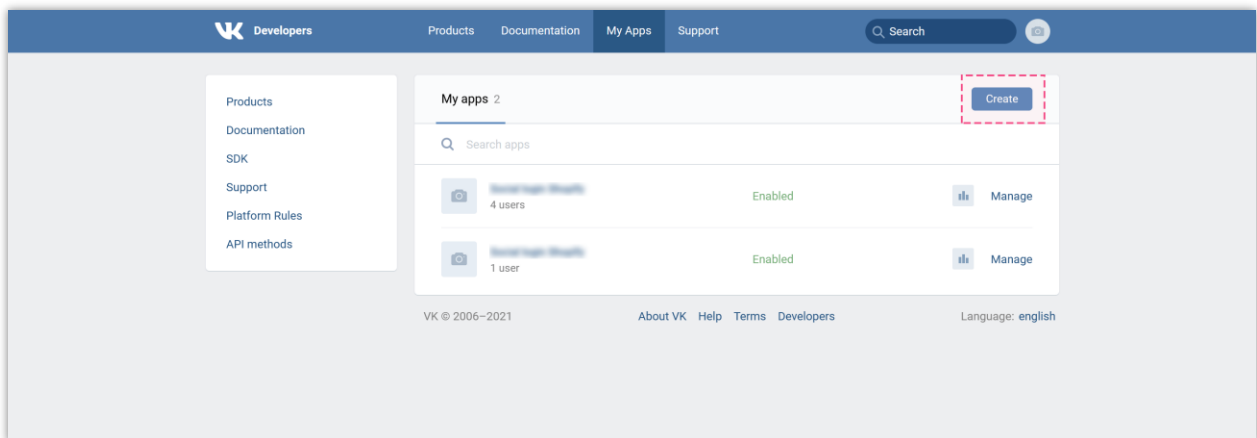 VK Developers Products Documentation My Apps Support Search
Products
Documentation
SDK
Support
Platform Rules
API methods
My apps 2
Create
Search apps
4 users
Enabled
Manage
1 user
Enabled
Manage
VK © 2006–2021
About VK Help Terms Developers
Language: english